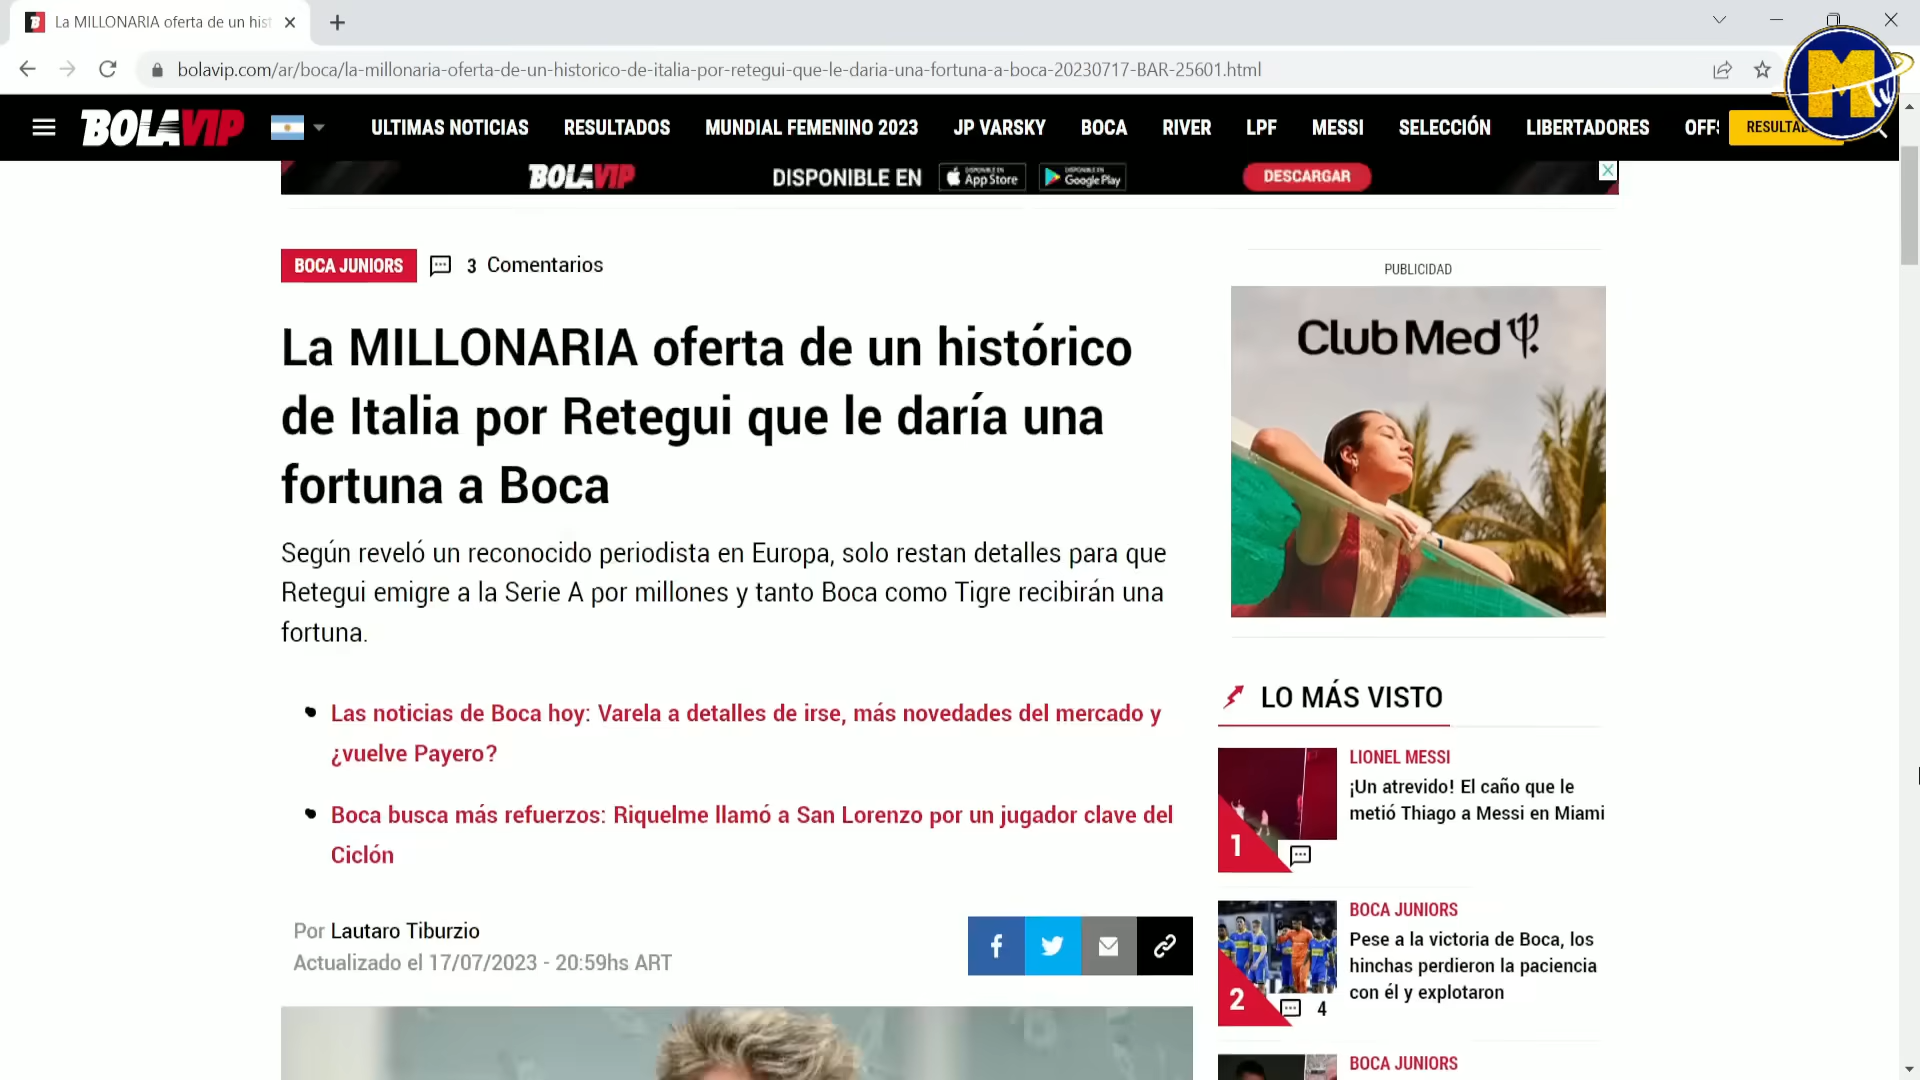 La MILLONARIA oferta de un hist
bolavip.com/ar/boca/la-millonaria-oferta-de-un-historico-de-italia-por-retegui-que-le-daria-una-fortuna-a-boca-20230717-BAR-25601.html
M
tv
BOLAVIP
ULTIMAS NOTICIAS RESULTADOS MUNDIAL FEMENINO 2023 JP VARSKY BOCA RIVER LPF MESSI SELECCIÓN LIBERTADORES OFFS
BOLAVIP DISPONIBLE EN DISPONIBLE EN App Store DISPONIBLE EN Google Play DESCARGAR
BOCA JUNIORS 3 Comentarios
La MILLONARIA oferta de un histórico
de Italia por Retegui que le daría una
fortuna a Boca
Según reveló un reconocido periodista en Europa, solo restan detalles para que
Retegui emigre a la Serie A por millones y tanto Boca como Tigre recibirán una
fortuna.
Las noticias de Boca hoy: Varela a detalles de irse, más novedades del mercado y
¿vuelve Payero?
Boca busca más refuerzos: Riquelme llamó a San Lorenzo por un jugador clave del
Ciclón
Por Lautaro Tiburzio
Actualizado el 17/07/2023 - 20:59hs ART
PUBLICIDAD
Club Med
LO MÁS VISTO
LIONEL MESSI
¡Un atrevido! El caño que le
metió Thiago a Messi en Miami
1
BOCA JUNIORS
Pese a la victoria de Boca, los
hinchas perdieron la paciencia
con él y explotaron
2
4
BOCA JUNIORS